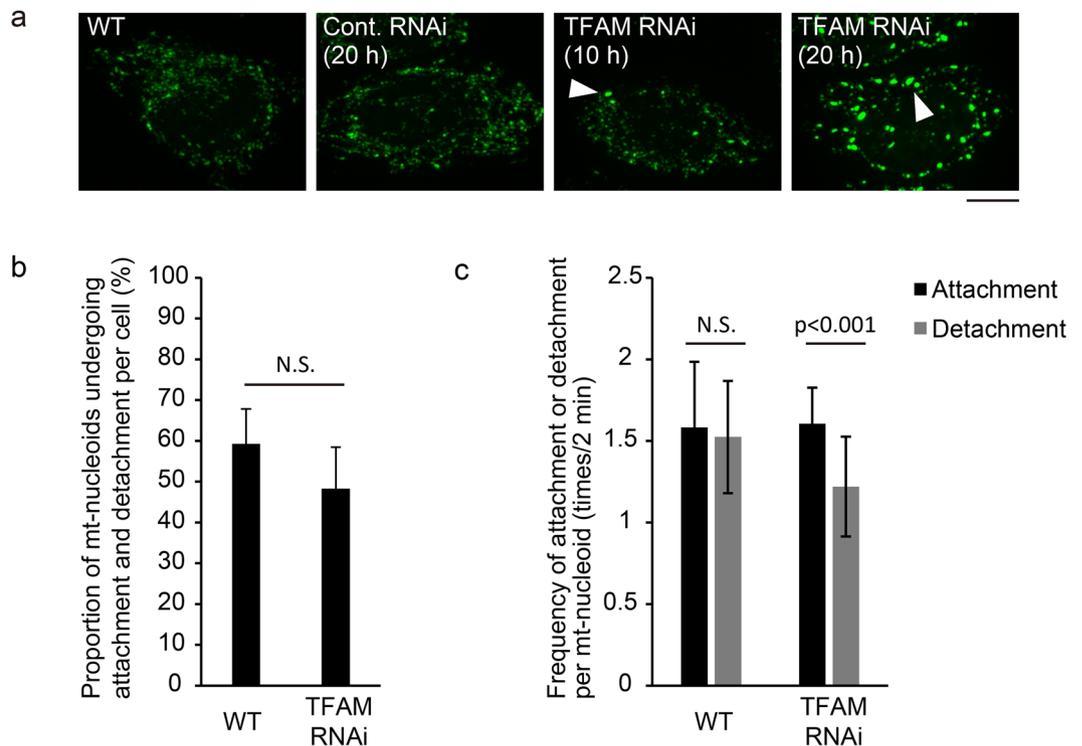 a
WT
Cont. RNAi
(20 h)
TFAM RNAi
(10 h)
TFAM RNAi
(20 h)
b
Proportion of mt-nucleoids undergoing
attachment and detachment per cell (%)
100
90
80
70
60
50
40
30
20
10
0
N.S.
WT
TFAM
RNAi
c
Frequency of attachment or detachment
per mt-nucleoid (times/2 min)
2.5
2
1.5
1
0.5
0
N.S.
p<0.001
WT
TFAM
RNAi
Attachment
Detachment